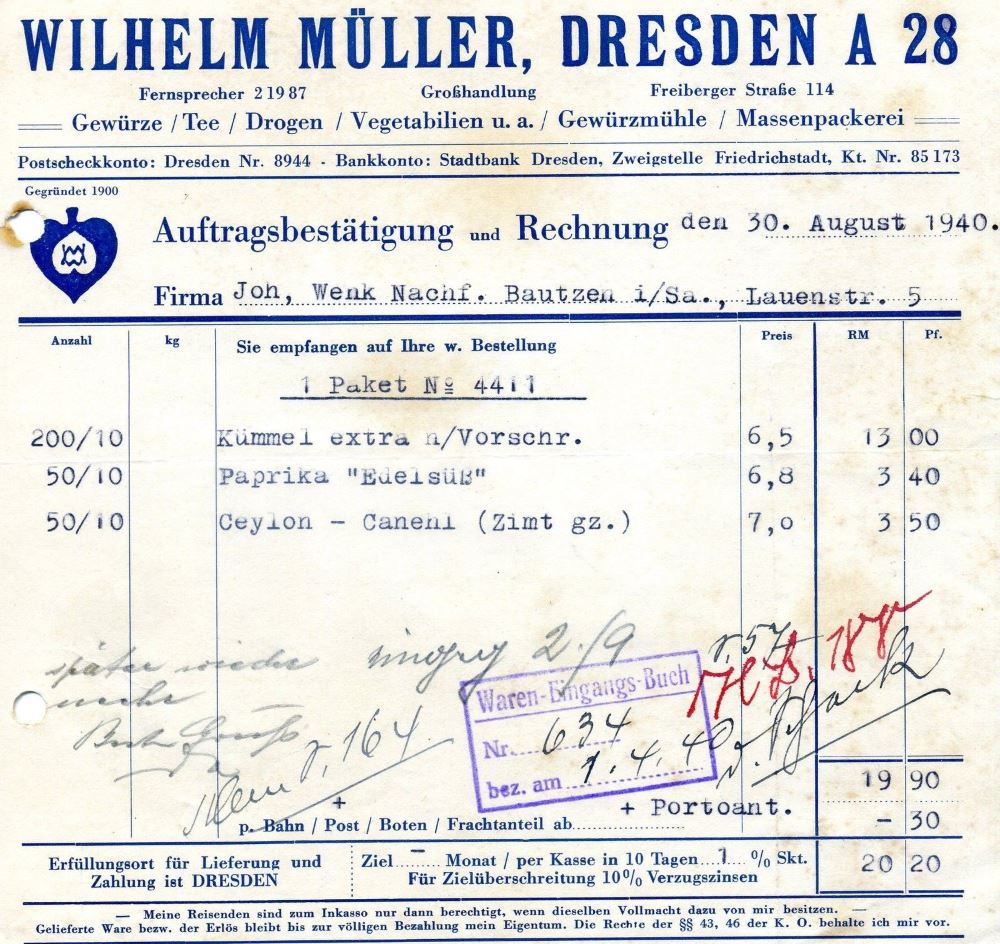 WILHELM MÜLLER, DRESDEN A 28
Fernsprecher 21987 Großhandlung Freiberger Straße 114
Gewürze / Tee / Drogen / Vegetabilien u. a. / Gewürzmühle / Massenpackerei
Postscheckkonto: Dresden Nr. 8944 - Bankkonto: Stadtbank Dresden, Zweigstelle Friedrichstadt, Kt. Nr. 85173
Gegründet 1900
Auftragsbestätigung und Rechnung den 30. August 1940.
Firma Joh, Wenk Nachf. Bautzen i/Sa., Lauenstr. 5
Anzahl kg Sie empfangen auf Ihre w. Bestellung Preis RM Pf.
1 Paket № 4411
200/10 Kümmel extra n/Vorschr. 6,5 13 00
50/10 Paprika "Edelsüß" 6,8 3 40
50/10 Ceylon - Canehl (Zimt gz.) 7,0 3 50
2./9
später wieder
mehr
Waren-Eingangs-Buch
Nr. 634
bez. am
164
19 90
+ + Portoant.
p. Bahn / Post / Boten / Frachtanteil ab - 30
Erfüllungsort für Lieferung und Zahlung ist DRESDEN
Ziel - Monat / per Kasse in 10 Tagen 1 % Skt. 20 20
Für Zielüberschreitung 10% Verzugszinsen
— Meine Reisenden sind zum Inkasso nur dann berechtigt, wenn dieselben Vollmacht dazu von mir besitzen. —
Gelieferte Ware bezw. der Erlös bleibt bis zur völligen Bezahlung mein Eigentum. Die Rechte der §§ 43, 46 der K. O. behalte ich mir vor.